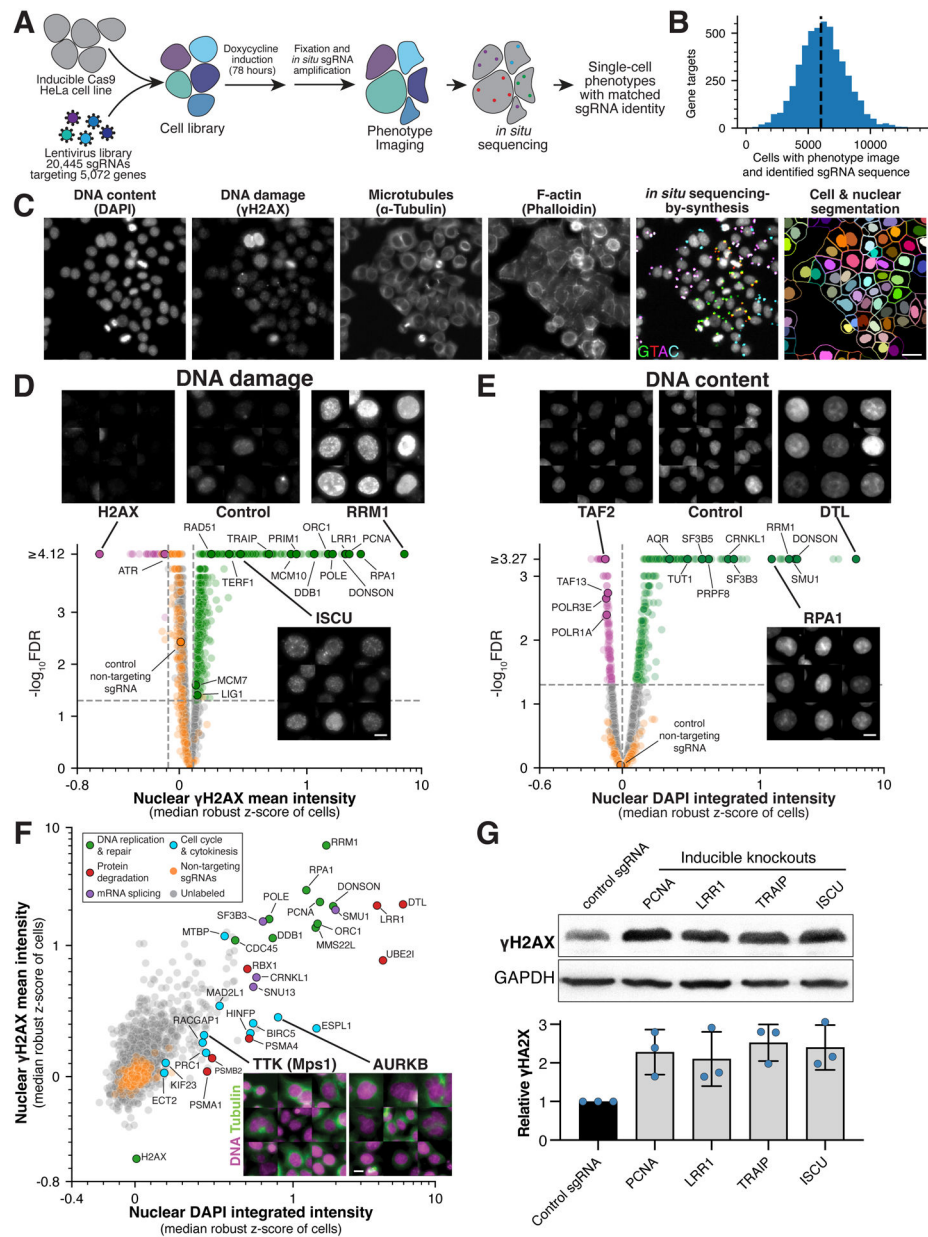 A
Inducible Cas9
HeLa cell line
Lentivirus library
20,445 sgRNAs
targeting 5,072 genes
Cell library
Doxycycline
induction
(78 hours)
Fixation and
in situ sgRNA
amplification
Phenotype
Imaging
in situ
sequencing
Single-cell
phenotypes
with matched
sgRNA identity
B
Gene targets
500
250
0
5000
10000
Cells with phenotype image
and identified sgRNA sequence
C
DNA content
(DAPI)
DNA damage
(γH2AX)
Microtubules
(α-Tubulin)
F-actin
(Phalloidin)
in situ sequencing-
by-synthesis
Cell & nuclear
segmentation
GTAC
D
DNA damage
H2AX
Control
RRM1
≥4.12
3
2
1
0
-log10FDR
RAD51
TRAIP
PRIM1
ORC1
LRR1
PCNA
ATR
TERF1
MCM10
DDB1
POLE
DONSON
RPA1
ISCU
control
non-targeting
sgRNA
MCM7
LIG1
-0.8
0
1
10
Nuclear γH2AX mean intensity
(median robust z-score of cells)
E
DNA content
TAF2
Control
DTL
≥3.27
3
2
1
0
-log10FDR
AQR
SF3B5
CRNKL1
RRM1
DONSON
TUT1
PRPF8
SF3B3
SMU1
TAF13
POLR3E
POLR1A
RPA1
control
non-targeting
sgRNA
-0.6
0
1
10
Nuclear DAPI integrated intensity
(median robust z-score of cells)
F
DNA replication
& repair
Protein
degradation
mRNA splicing
Cell cycle
& cytokinesis
Non-targeting
sgRNAs
Unlabeled
10
1
0
-0.8
Nuclear γH2AX mean intensity
(median robust z-score of cells)
RRM1
RPA1
DONSON
POLE
PCNA
SMU1
DTL
LRR1
SF3B3
MTBP
DDB1
ORC1
MMS22L
CDC45
UBE2I
RBX1
CRNKL1
SNU13
MAD2L1
HINFP
ESPL1
RACGAP1
BIRC5
PSMA4
PRC1
PSMB2
KIF23
ECT2
PSMA1
H2AX
TTK (Mps1)
AURKB
DNA Tubulin
-0.4
0
1
10
Nuclear DAPI integrated intensity
(median robust z-score of cells)
G
Inducible knockouts
control sgRNA
PCNA
LRR1
TRAIP
ISCU
γH2AX
GAPDH
Relative γHA2X
3
2
1
0
Control sgRNA
PCNA
LRR1
TRAIP
ISCU